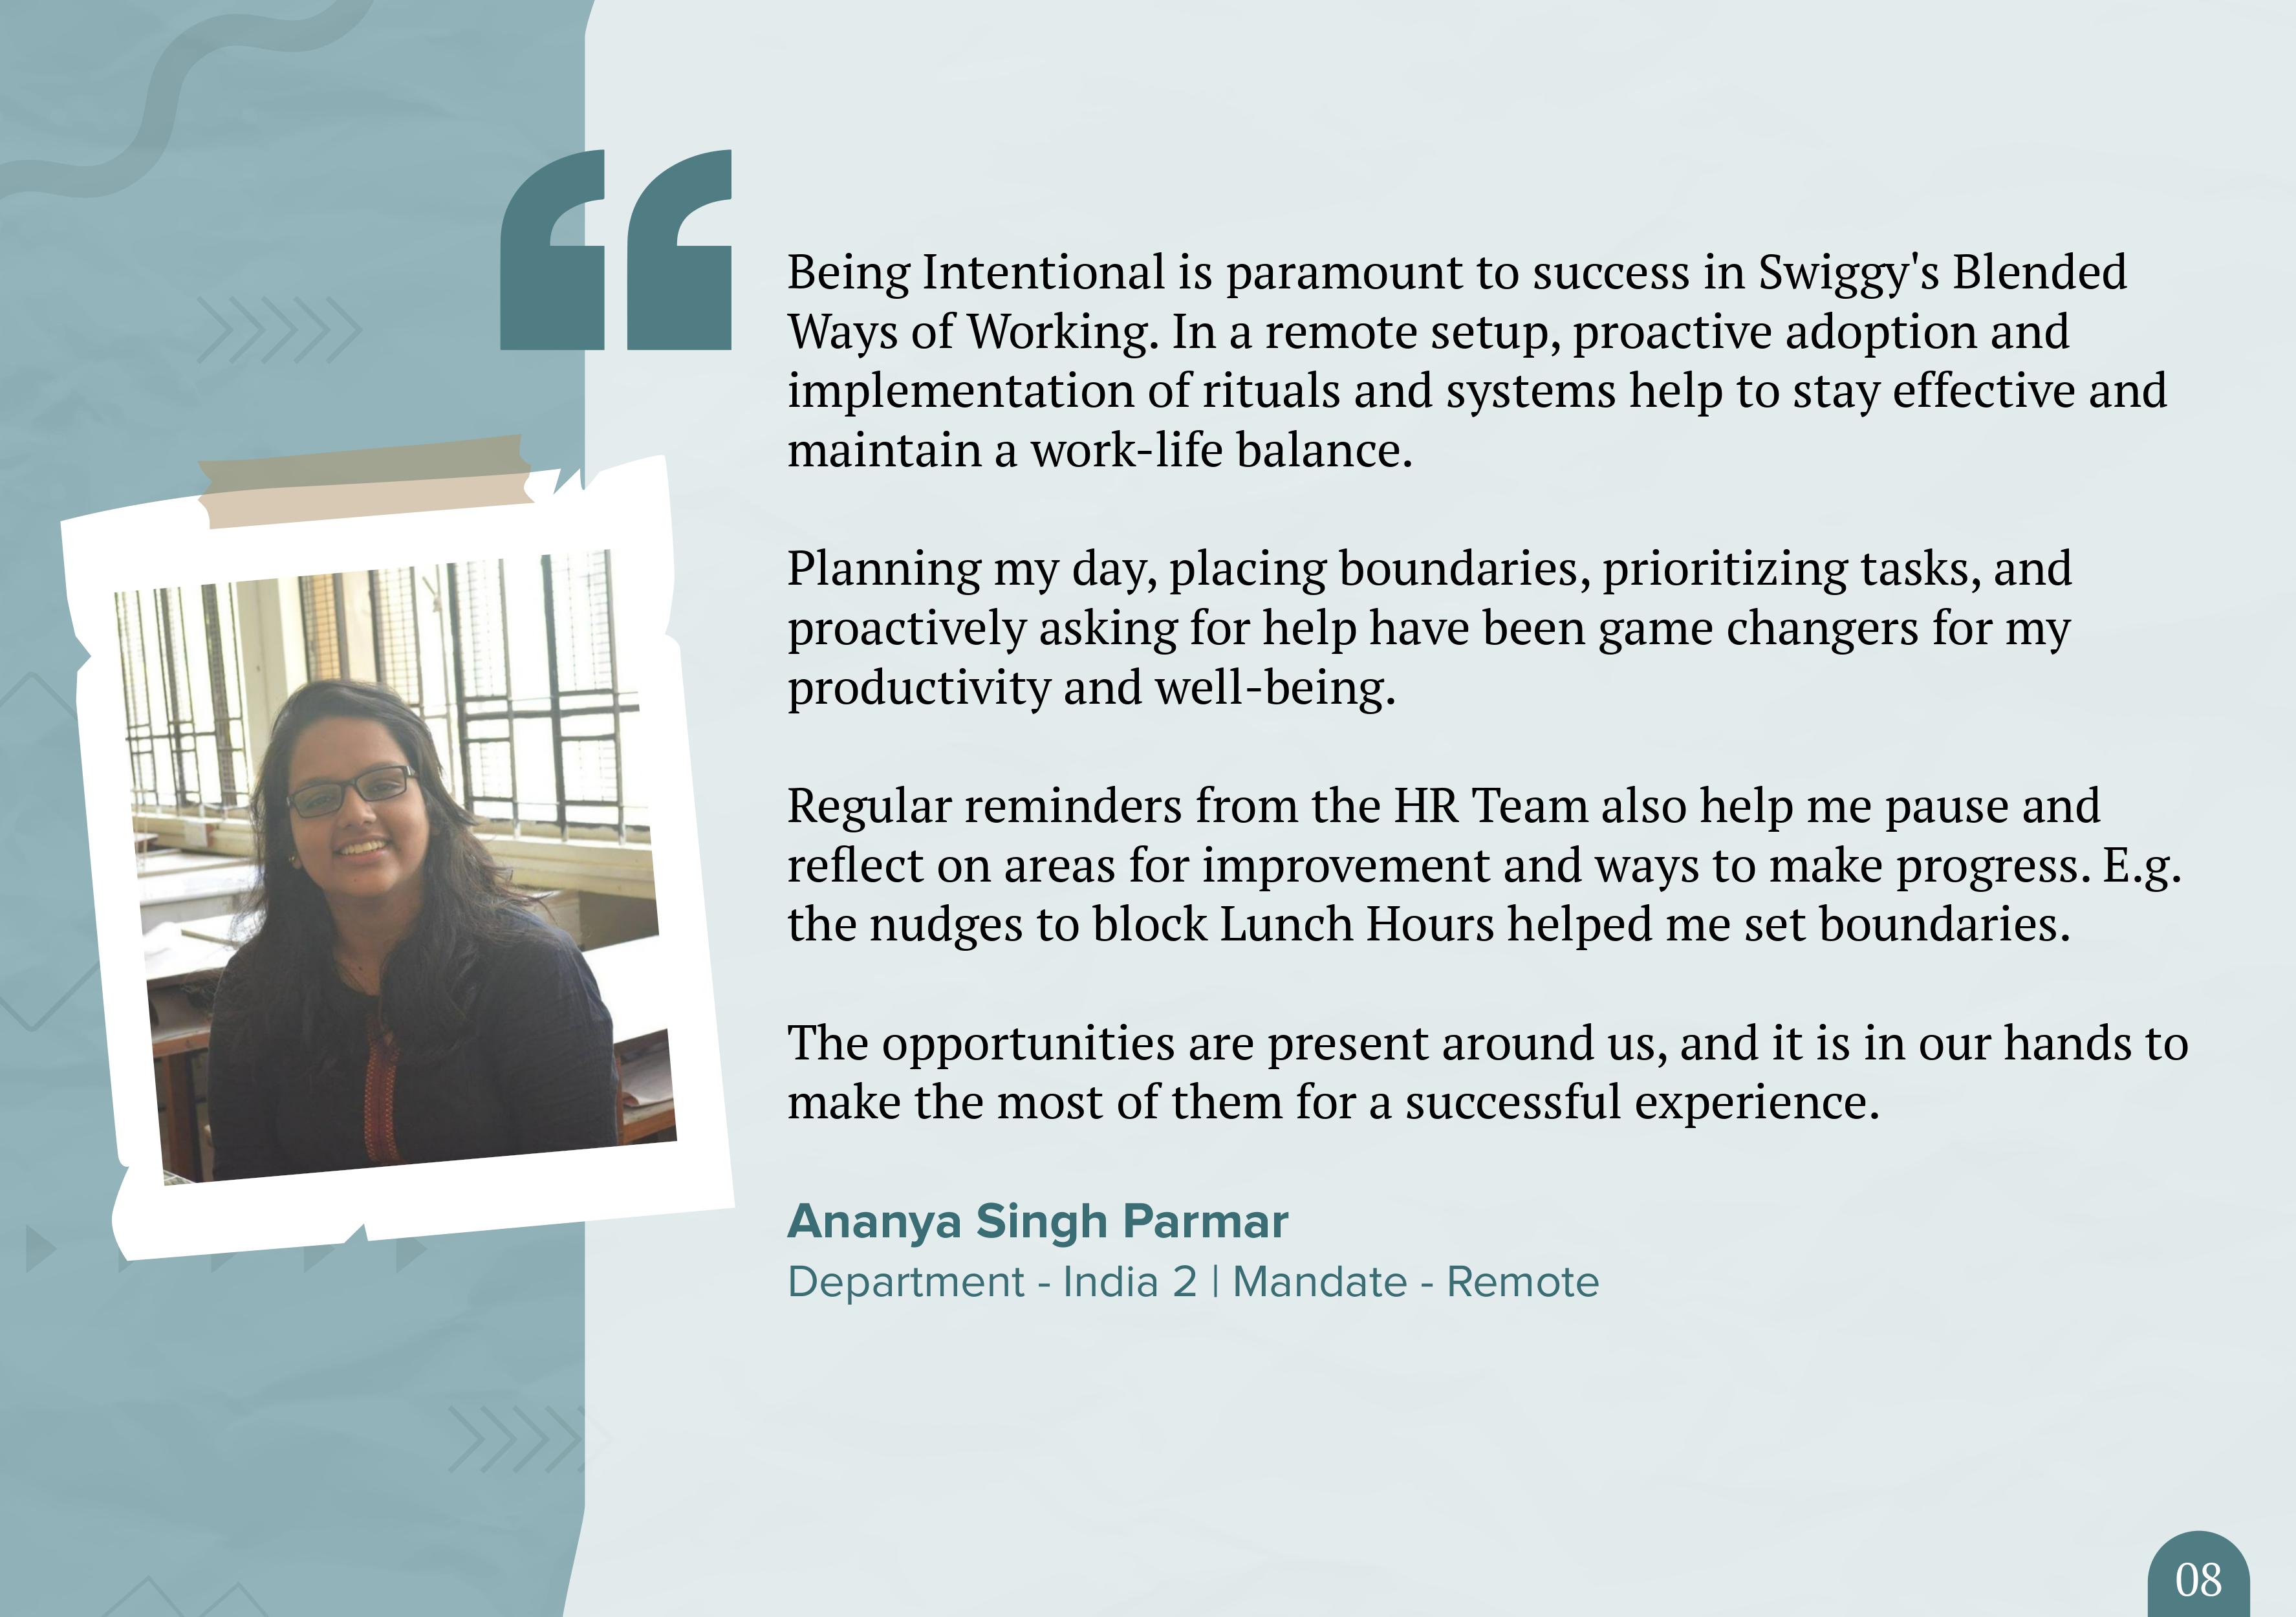 Being Intentional is paramount to success in Swiggy's Blended
Ways of Working. In a remote setup, proactive adoption and
implementation of rituals and systems help to stay effective and
maintain a work-life balance.
Planning my day, placing boundaries, prioritizing tasks, and
proactively asking for help have been game changers for my
productivity and well-being.
Regular reminders from the HR Team also help me pause and
reflect on areas for improvement and ways to make progress. E.g.
the nudges to block Lunch Hours helped me set boundaries.
The opportunities are present around us, and it is in our hands to
make the most of them for a successful experience.
Ananya Singh Parmar
Department - India 2 | Mandate - Remote
08